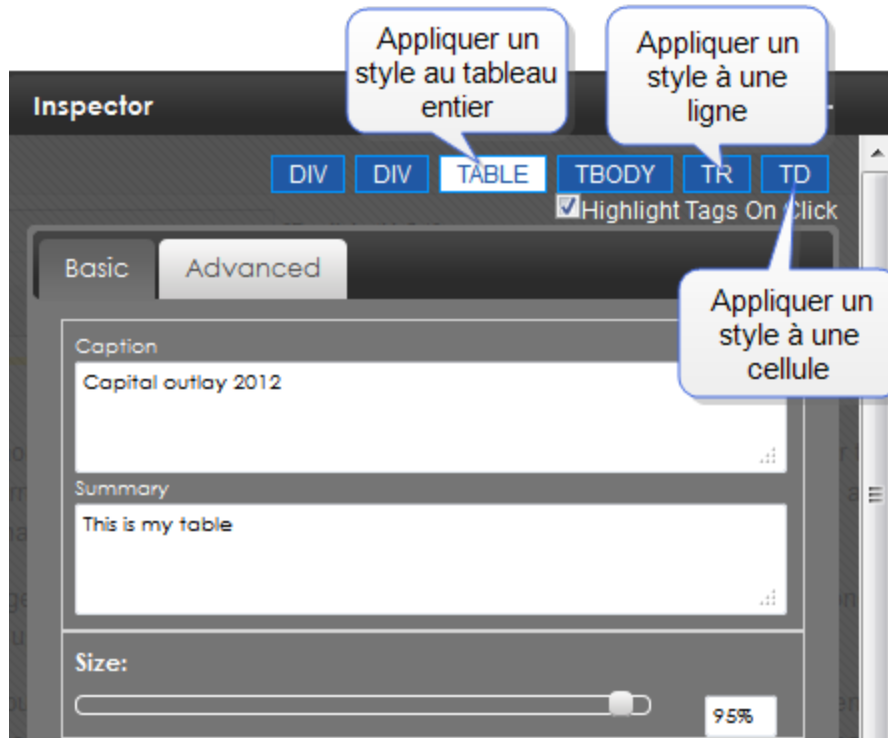 Appliquer un
style au tableau
entier
Appliquer un
style à une
ligne
Inspector
DIV DIV TABLE TBODY TR TD
Highlight Tags On Click
Basic Advanced
Appliquer un
style à une
cellule
Caption
Capital outlay 2012
Summary
This is my table
Size:
95%